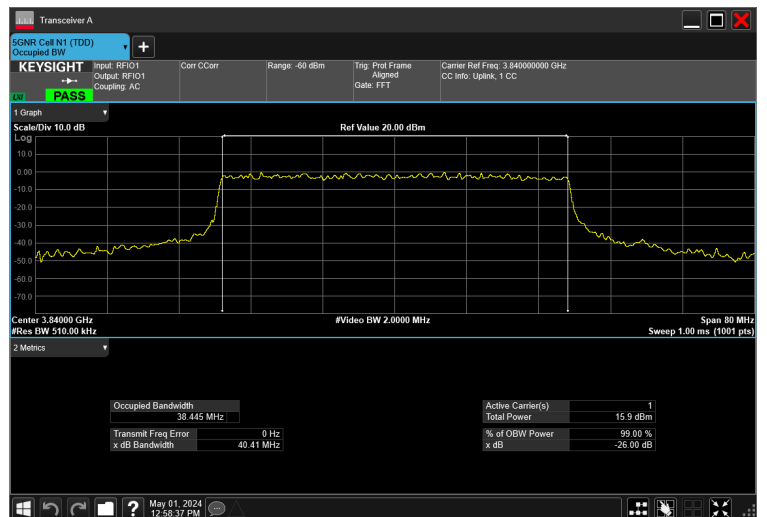 Transceiver A
5GNR Cell N1 (TDD)
Occupied BW
KEYSIGHT
LXI
PASS
Input: RFIO1
Output: RFIO1
Coupling: AC
Corr CCorr
Range: -60 dBm
Trig: Prot Frame
Aligned
Gate: FFT
Carrier Ref Freq: 3.840000000 GHz
CC Info: Uplink, 1 CC
1 Graph
Scale/Div 10.0 dB
Ref Value 20.00 dBm
Log
10.0
0.00
-10.0
-20.0
-30.0
-40.0
-50.0
-60.0
-70.0
Center 3.84000 GHz
#Video BW 2.0000 MHz
Span 80 MHz
#Res BW 510.00 kHz
Sweep 1.00 ms (1001 pts)
2 Metrics
Occupied Bandwidth
38.445 MHz
Transmit Freq Error 0 Hz
x dB Bandwidth 40.41 MHz
Active Carrier(s) 1
Total Power 15.9 dBm
% of OBW Power 99.00 %
x dB -26.00 dB
?
May 01, 2024
12:58:37 PM